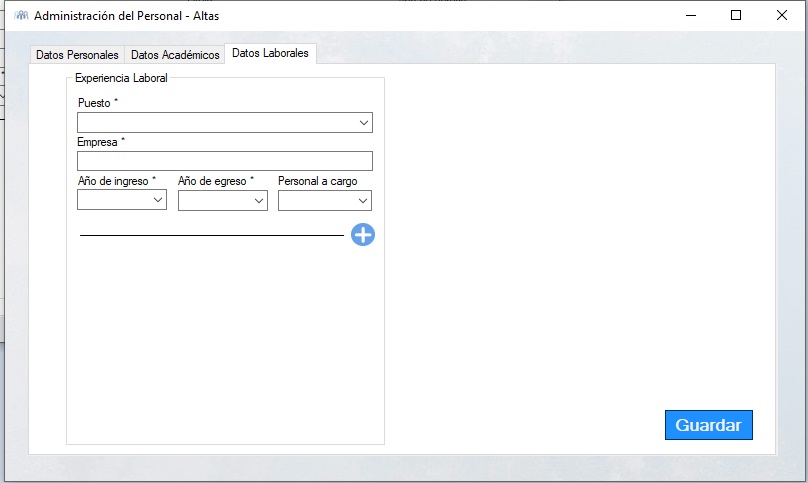 Administración del Personal - Altas
Datos Personales Datos Académicos Datos Laborales
Experiencia Laboral
Puesto *
Empresa *
Año de ingreso * Año de egreso * Personal a cargo
Guardar